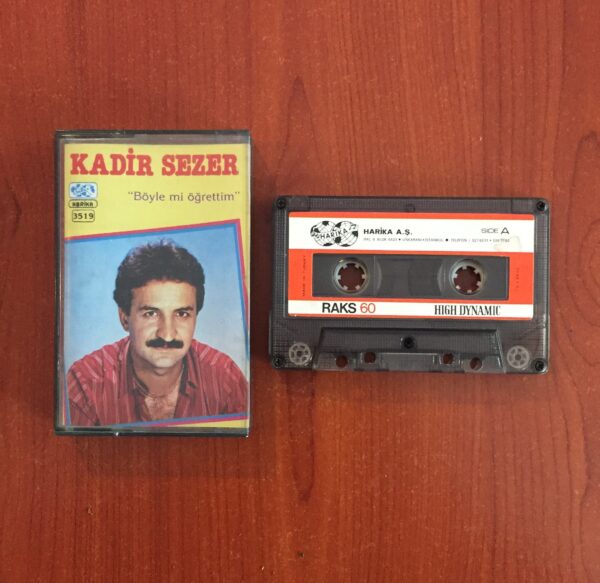 KADİR SEZER
"Böyle mi öğrettim"
HARİKA
3519
HARİKA
HARİKA A.Ş.
SIDE A
RAKS 60
HIGH DYNAMIC